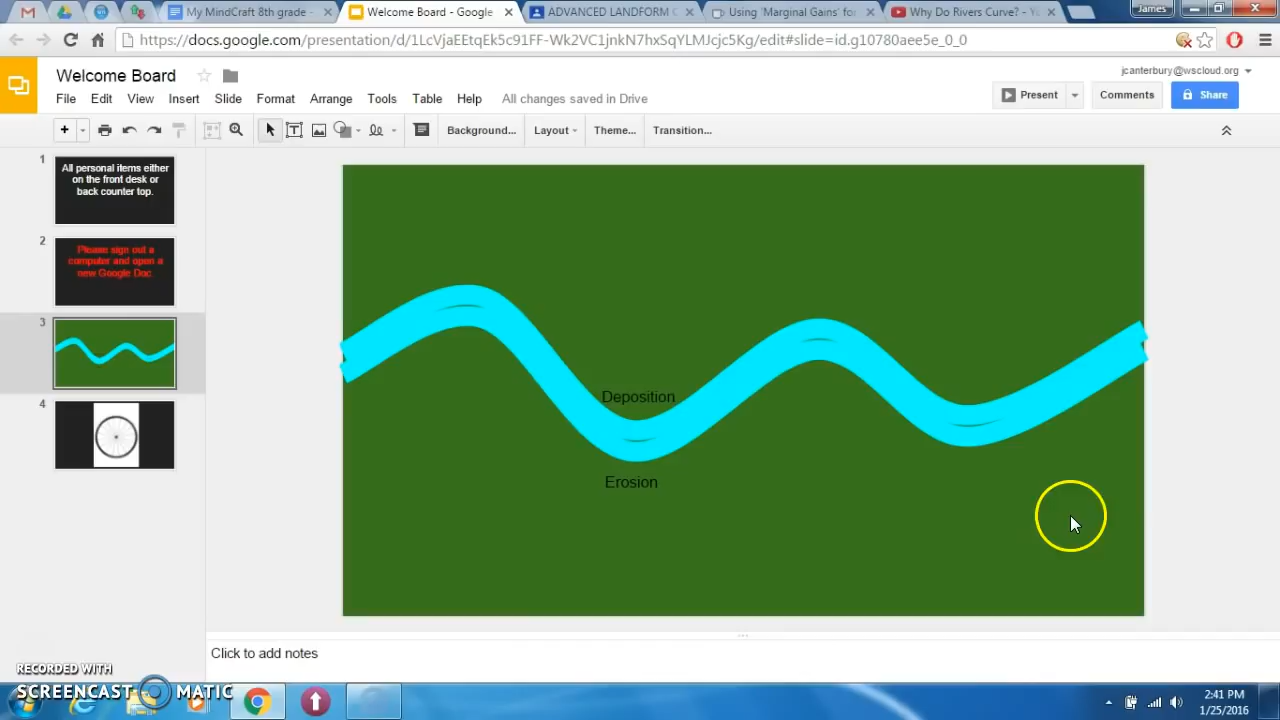 My MindCraft 8th grade -
Welcome Board - Google
ADVANCED LANDFORM C
Using 'Marginal Gains' for
Why Do Rivers Curve? - Y
James
https://docs.google.com/presentation/d/1LcVjaEEtqEk5c91FF-Wk2VC1jnkN7hxSqYLMJcjc5Kg/edit#slide=id.g10780aee5e_0_0
Welcome Board
jcanterbury@wscloud.org
File Edit View Insert Slide Format Arrange Tools Table Help All changes saved in Drive
Present
Comments
Share
Background... Layout Theme... Transition...
1
All personal items either
on the front desk or
back counter top.
2
Please sign out a
computer and open a
new Google Doc
3
4
Deposition
Erosion
Click to add notes
RECORDED WITH
SCREENCAST MATIC
2:41 PM
1/25/2016